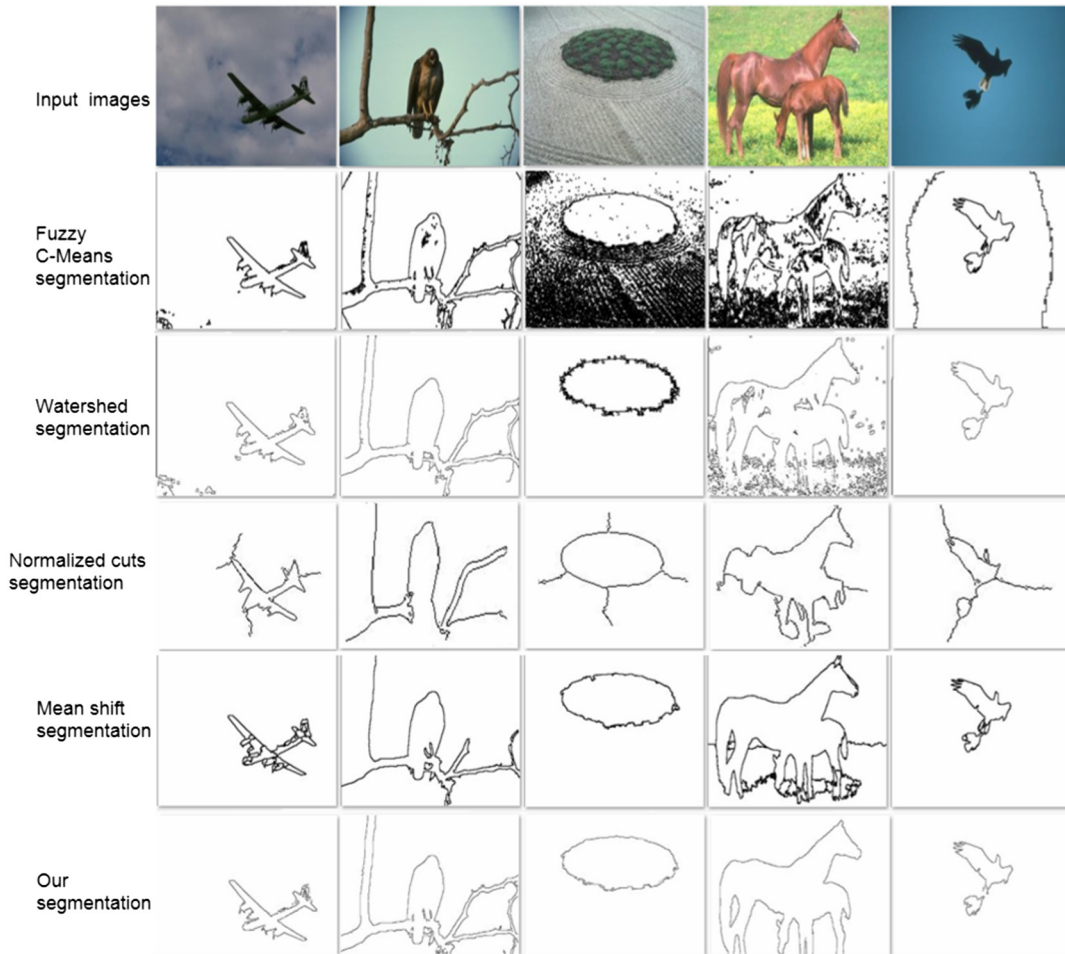 Input images
Fuzzy
C-Means
segmentation
Watershed
segmentation
Normalized cuts
segmentation
Mean shift
segmentation
Our
segmentation